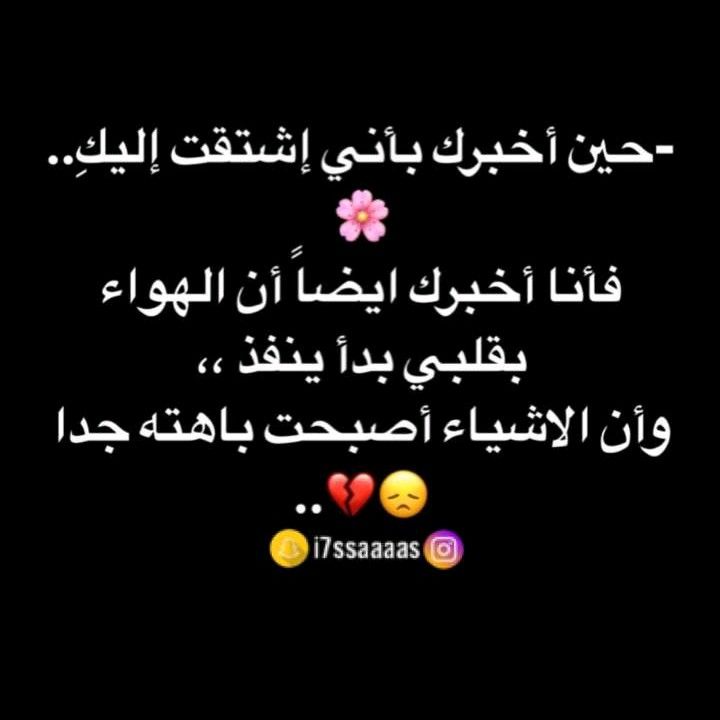 -حين أخبرك بأني إشتقت إليكِ..
🌸
فأنا أخبرك ايضاً أن الهواء
بقلبي بدأ ينفذ ،،
وأن الاشياء أصبحت باهته جدا
😞💔..
i7ssaaaas